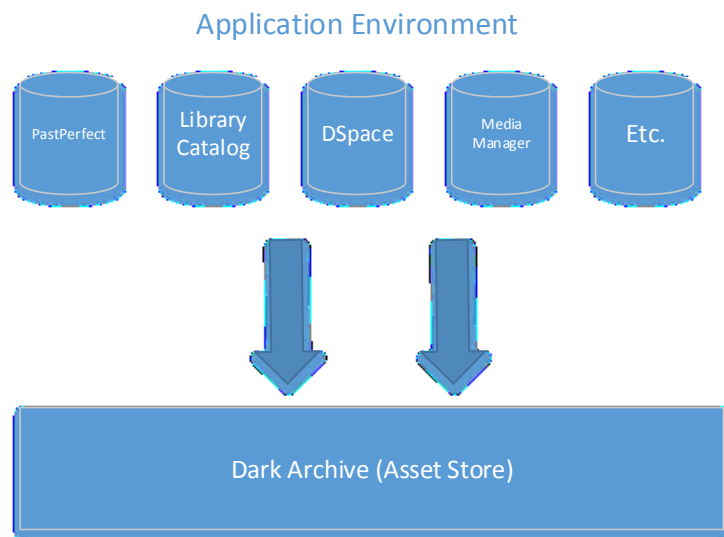 Application Environment
PastPerfect
Library
Catalog
DSpace
Media
Manager
Etc.
Dark Archive (Asset Store)